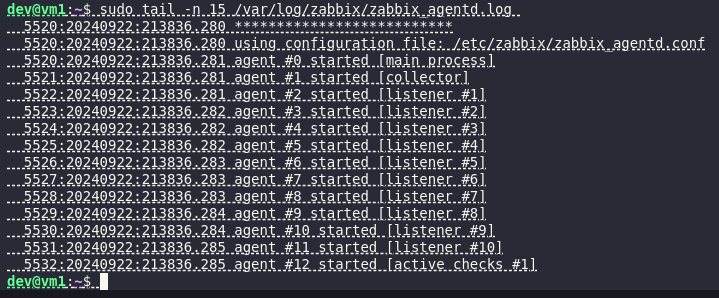 dev@vm1:~$ sudo tail -n 15 /var/log/zabbix/zabbix_agentd.log
  5520:20240922:213836.280 **************************
  5520:20240922:213836.280 using configuration file: /etc/zabbix/zabbix_agentd.conf
  5520:20240922:213836.281 agent #0 started [main process]
  5521:20240922:213836.281 agent #1 started [collector]
  5522:20240922:213836.281 agent #2 started [listener #1]
  5523:20240922:213836.282 agent #3 started [listener #2]
  5524:20240922:213836.282 agent #4 started [listener #3]
  5525:20240922:213836.282 agent #5 started [listener #4]
  5526:20240922:213836.283 agent #6 started [listener #5]
  5527:20240922:213836.283 agent #7 started [listener #6]
  5528:20240922:213836.283 agent #8 started [listener #7]
  5529:20240922:213836.284 agent #9 started [listener #8]
  5530:20240922:213836.284 agent #10 started [listener #9]
  5531:20240922:213836.285 agent #11 started [listener #10]
  5532:20240922:213836.285 agent #12 started [active checks #1]
dev@vm1:~$